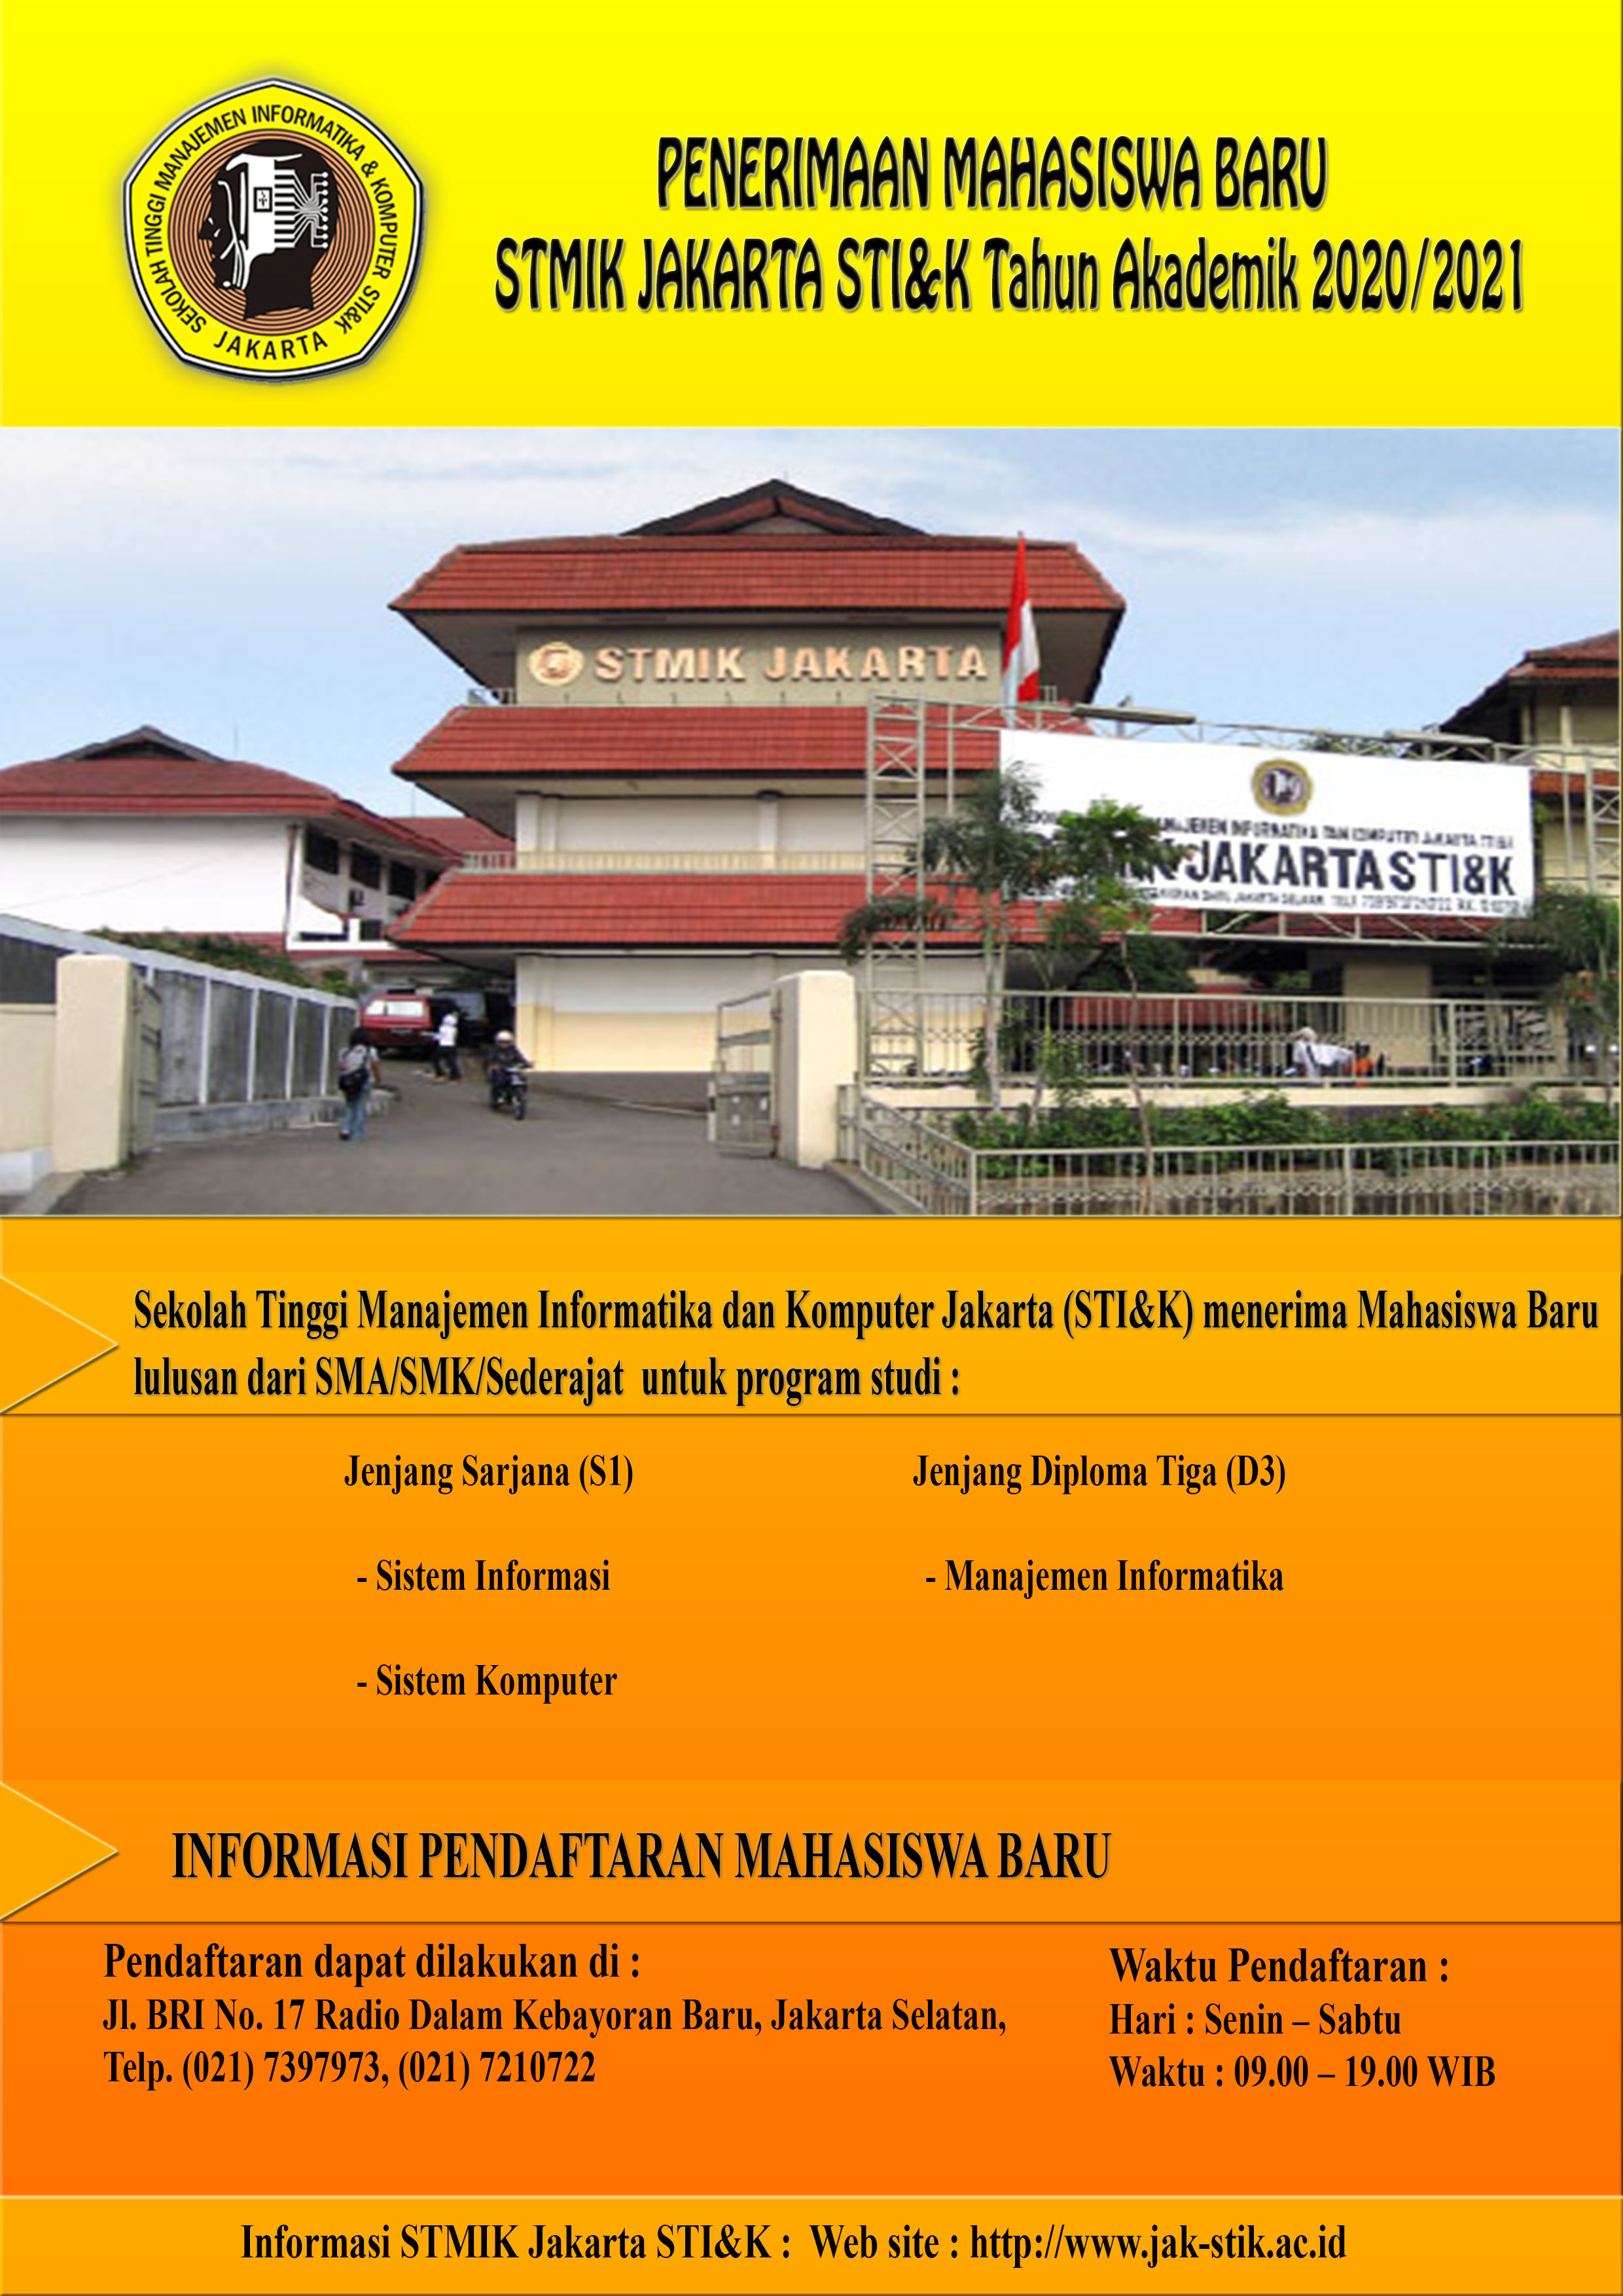 SEKOLAH TINGGI MANAJEMEN INFORMATIKA & KOMPUTER STI&K
JAKARTA
PENERIMAAN MAHASISWA BARU
STMIK JAKARTA STI&K Tahun Akademik 2020/2021
STMIK JAKARTA
INFORMATIKA DAN KOMPUTER JAKARTA STI&K
JAKARTA STI&K
Sekolah Tinggi Manajemen Informatika dan Komputer Jakarta (STI&K) menerima Mahasiswa Baru
lulusan dari SMA/SMK/Sederajat untuk program studi :
Jenjang Sarjana (S1)
- Sistem Informasi
- Sistem Komputer
Jenjang Diploma Tiga (D3)
- Manajemen Informatika
INFORMASI PENDAFTARAN MAHASISWA BARU
Pendaftaran dapat dilakukan di :
Jl. BRI No. 17 Radio Dalam Kebayoran Baru, Jakarta Selatan,
Telp. (021) 7397973, (021) 7210722
Waktu Pendaftaran :
Hari : Senin – Sabtu
Waktu : 09.00 – 19.00 WIB
Informasi STMIK Jakarta STI&K : Web site : http://www.jak-stik.ac.id